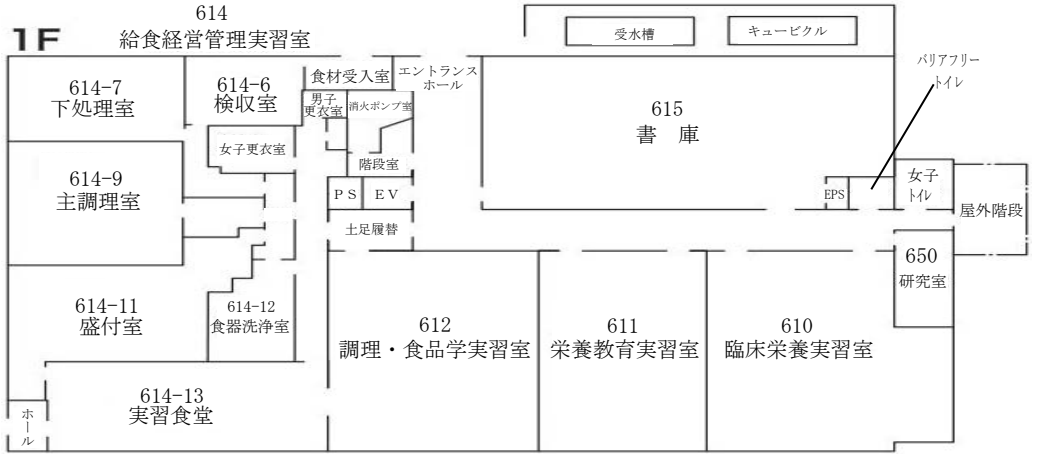 1F
614
給食経営管理実習室
受水槽
キュービクル
614-7
下処理室
614-6
検収室
食材受入室
エントランス
ホール
バリアフリー
トイレ
男子
更衣室
消火ポンプ室
615
書 庫
女子更衣室
階段室
614-9
主調理室
PS
EV
EPS
女子
トイレ
屋外階段
土足履替
650
研究室
614-11
盛付室
614-12
食器洗浄室
612
調理・食品学実習室
611
栄養教育実習室
610
臨床栄養実習室
614-13
実習食堂
ホール